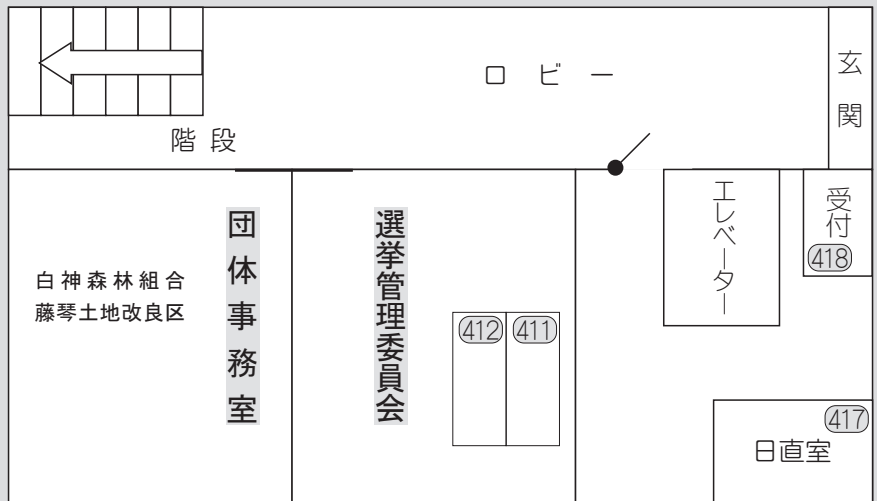 ロビー
玄関
階段
白神森林組合
藤琴土地改良区
団体事務室
選挙管理委員会
412
411
エレベーター
受付
418
417
日直室